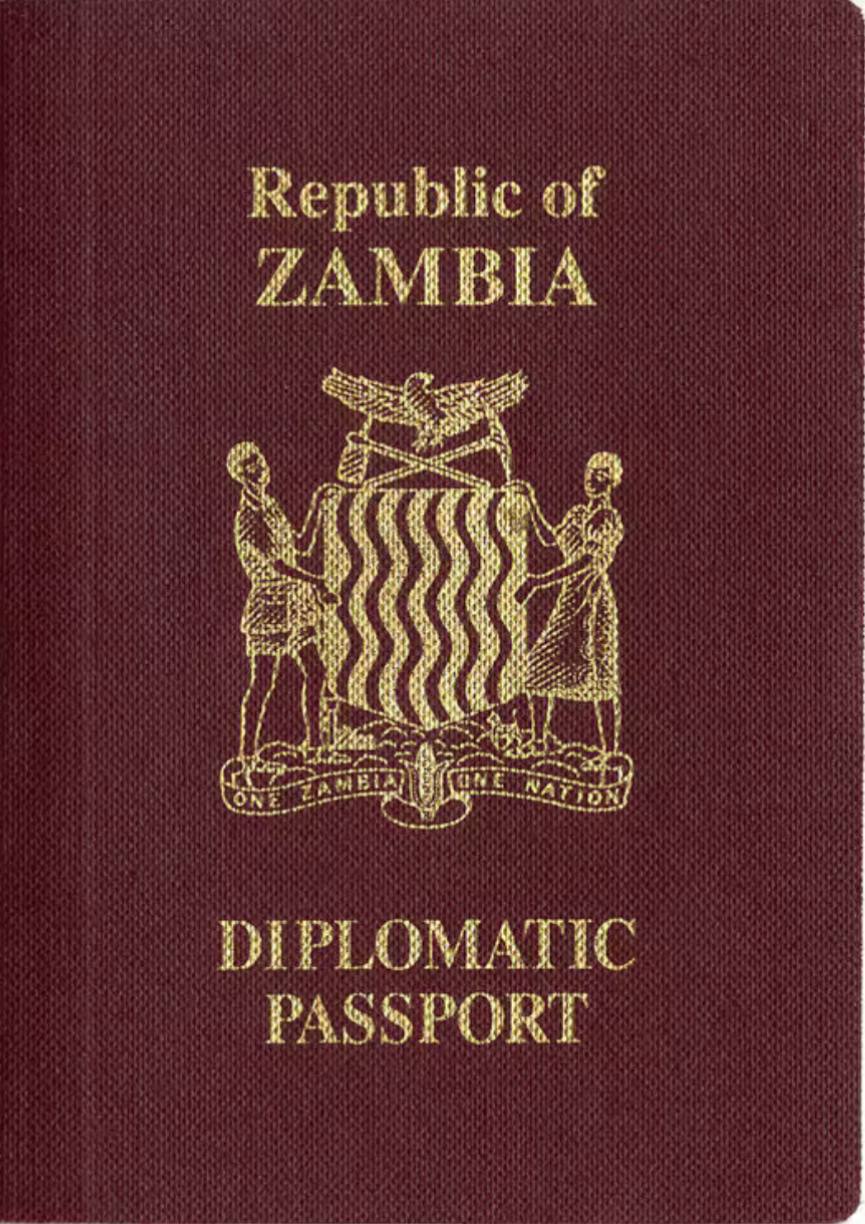 Republic of
ZAMBIA
ONE ZAMBIA ONE NATION
DIPLOMATIC
PASSPORT